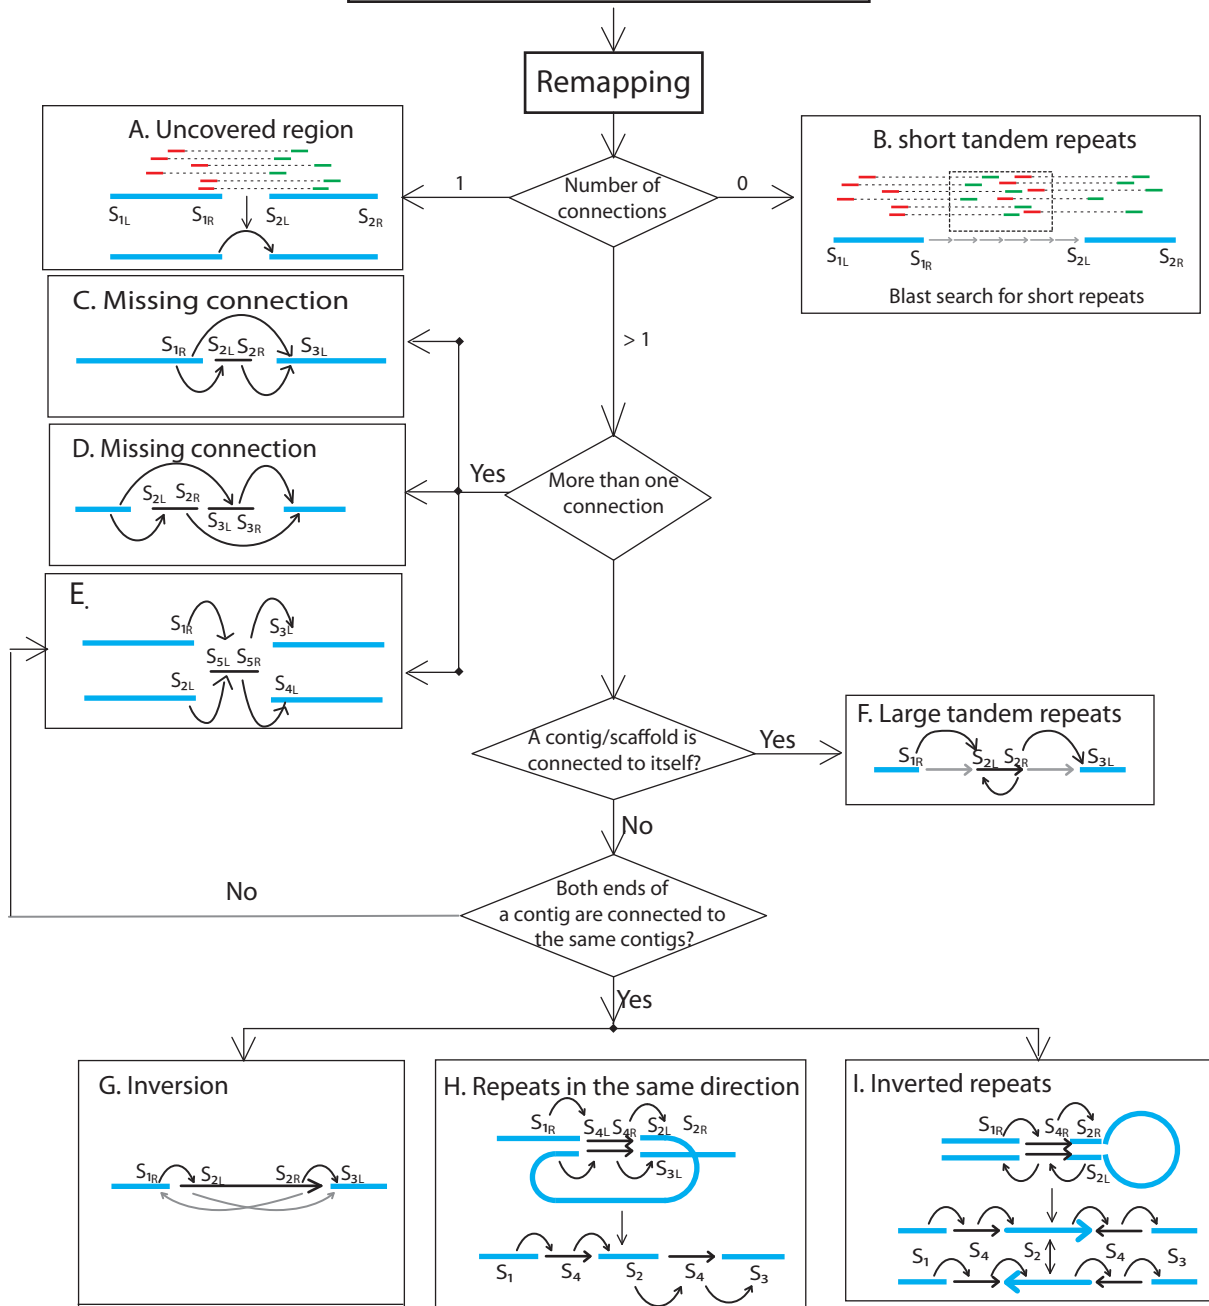 Remapping
A. Uncovered region
S1L S1R S2L S2R
1
Number of
connections
0
B. short tandem repeats
S1L S1R S2L S2R
Blast search for short repeats
C. Missing connection
S1R S2L S2R S3L
> 1
D. Missing connection
S2L S2R
S3L S3R
Yes
More than one
connection
E.
S1R S3L
S5L S5R
S2L S4L
A contig/scaffold is
connected to itself?
Yes
F. Large tandem repeats
S1R S2L S2R S3L
No
Both ends of
a contig are connected to
the same contigs?
No
Yes
G. Inversion
S1R S2L S2R S3L
H. Repeats in the same direction
S1R S4L S4R S2L S2R
S3L
S1 S4 S2 S4 S3
I. Inverted repeats
S1R S4R S2R
S2L
S1 S4 S2 S4 S3